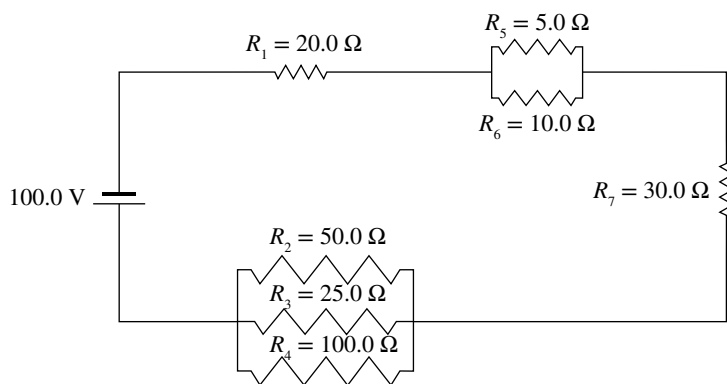 R₅ = 5.0 Ω
R₁ = 20.0 Ω
R₆ = 10.0 Ω
100.0 V
R₇ = 30.0 Ω
R₂ = 50.0 Ω
R₃ = 25.0 Ω
R₄ = 100.0 Ω